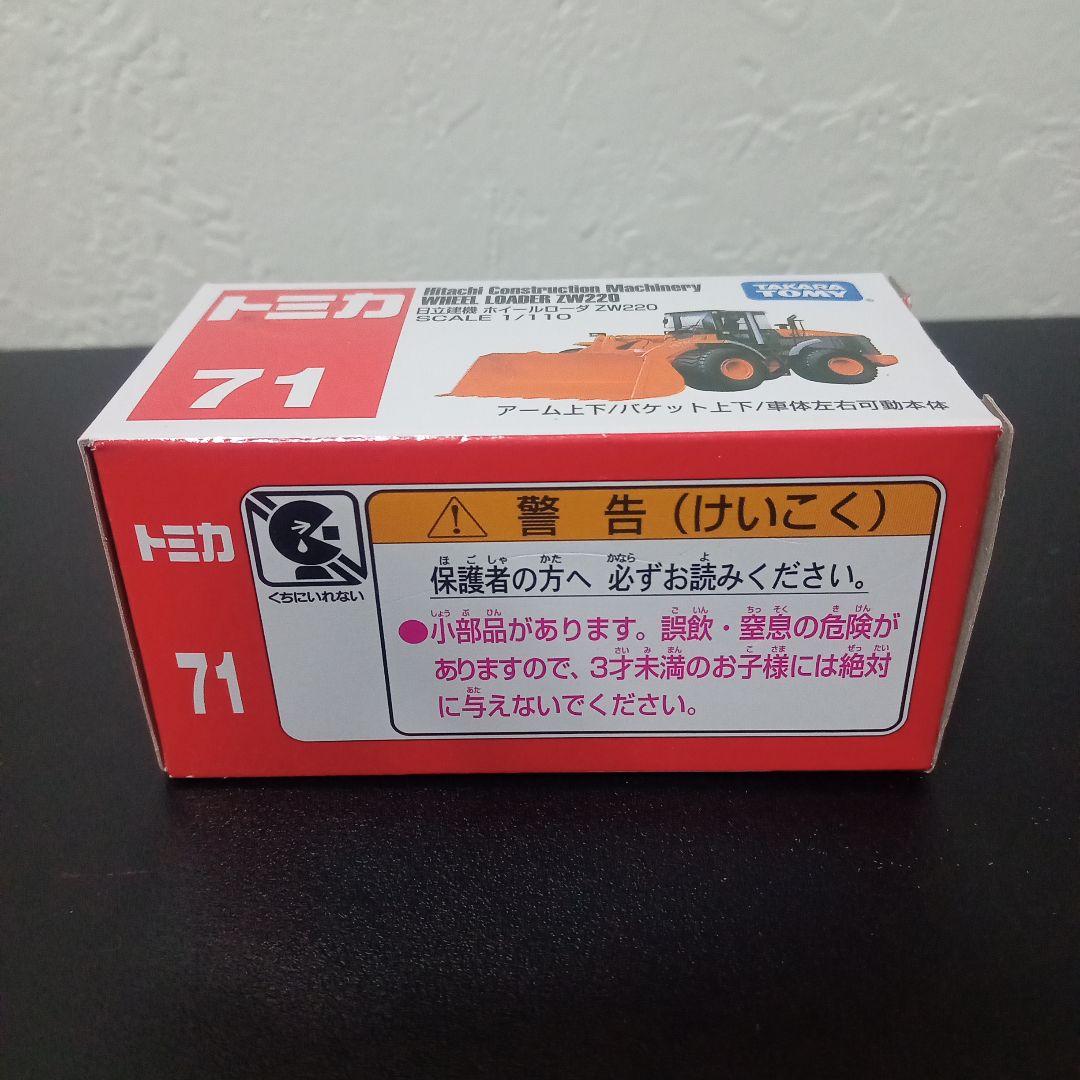 トミカ
71
Hitachi Construction Machinery
WHEEL LOADER ZW220
日立建機 ホイールローダ ZW220
SCALE 1/110
TAKARA
TOMY
アーム上下/バケット上下/車体左右可動本体
トミカ
71
くちにいれない
警告(けいこく)
保護者の方へ 必ずお読みください。
●小部品があります。誤飲・窒息の危険が
ありますので、3才未満のお子様には絶対
に与えないでください。